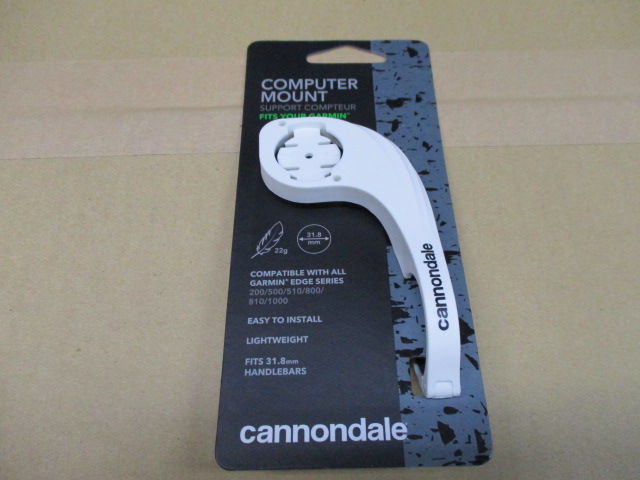 COMPUTER
MOUNT
SUPPORT COMPTEUR
FITS YOUR GARMIN®
22g
31.8
mm
COMPATIBLE WITH ALL
GARMIN® EDGE SERIES
200/500/510/800/
810/1000
EASY TO INSTALL
LIGHTWEIGHT
FITS 31.8mm
HANDLEBARS
cannondale
cannondale